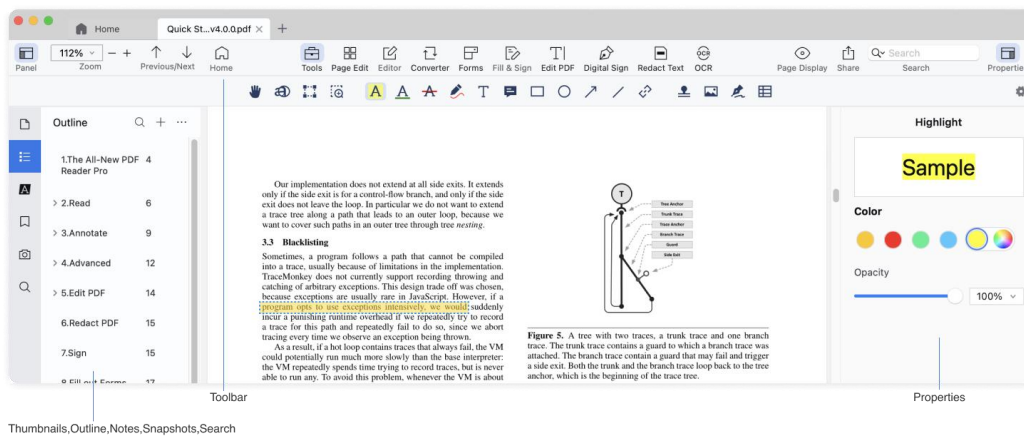 Home
Quick St...v4.0.0.pdf
112%
Panel
Zoom
Previous/Next
Home
Tools
Page Edit
Editor
Converter
Forms
Fill & Sign
Edit PDF
Digital Sign
Redact Text
OCR
OCR
Page Display
Share
Search
Search
Propertie
A
A
A
T
Outline
1.The All-New PDF 4
Reader Pro
2.Read 6
3.Annotate 9
4.Advanced 12
5.Edit PDF 14
6.Redact PDF 15
7.Sign 15
8.Fill out Forms 17
Our implementation does not extend at all side exits. It extends
only if the side exit is for a control-flow branch, and only if the side
exit does not leave the loop. In particular we do not want to extend
a trace tree along a path that leads to an outer loop, because we
want to cover such paths in an outer tree through tree nesting.
3.3 Blacklisting
Sometimes, a program follows a path that cannot be compiled
into a trace, usually because of limitations in the implementation.
TraceMonkey does not currently support recording throwing and
catching of arbitrary exceptions. This design trade off was chosen,
because exceptions are usually rare in JavaScript. However, if a
program opts to use exceptions intensively, we would suddenly
incur a punishing runtime overhead if we repeatedly try to record
a trace for this path and repeatedly fail to do so, since we abort
tracing every time we observe an exception being thrown.
As a result, if a hot loop contains traces that always fail, the VM
could potentially run much more slowly than the base interpreter:
the VM repeatedly spends time trying to record traces, but is never
able to run any. To avoid this problem, whenever the VM is about
T
Tree Anchor
Trunk Trace
Trace Anchor
Branch Trace
Guard
Side Exit
Figure 5. A tree with two traces, a trunk trace and one branch
trace. The trunk trace contains a guard to which a branch trace was
attached. The branch trace contain a guard that may fail and trigger
a side exit. Both the trunk and the branch trace loop back to the tree
anchor, which is the beginning of the trace tree.
Highlight
Sample
Color
Opacity
100%
Toolbar
Properties
Thumbnails,Outline,Notes,Snapshots,Search